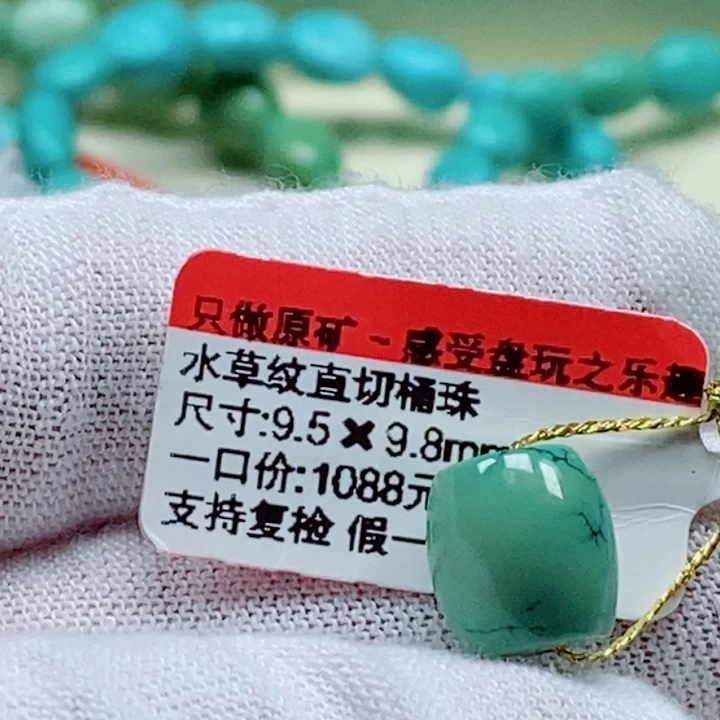 只做原矿~感受盘玩之乐趣
水草纹直切桶珠
尺寸:9.5×9.8mm
一口价:1088元
支持复检 假一